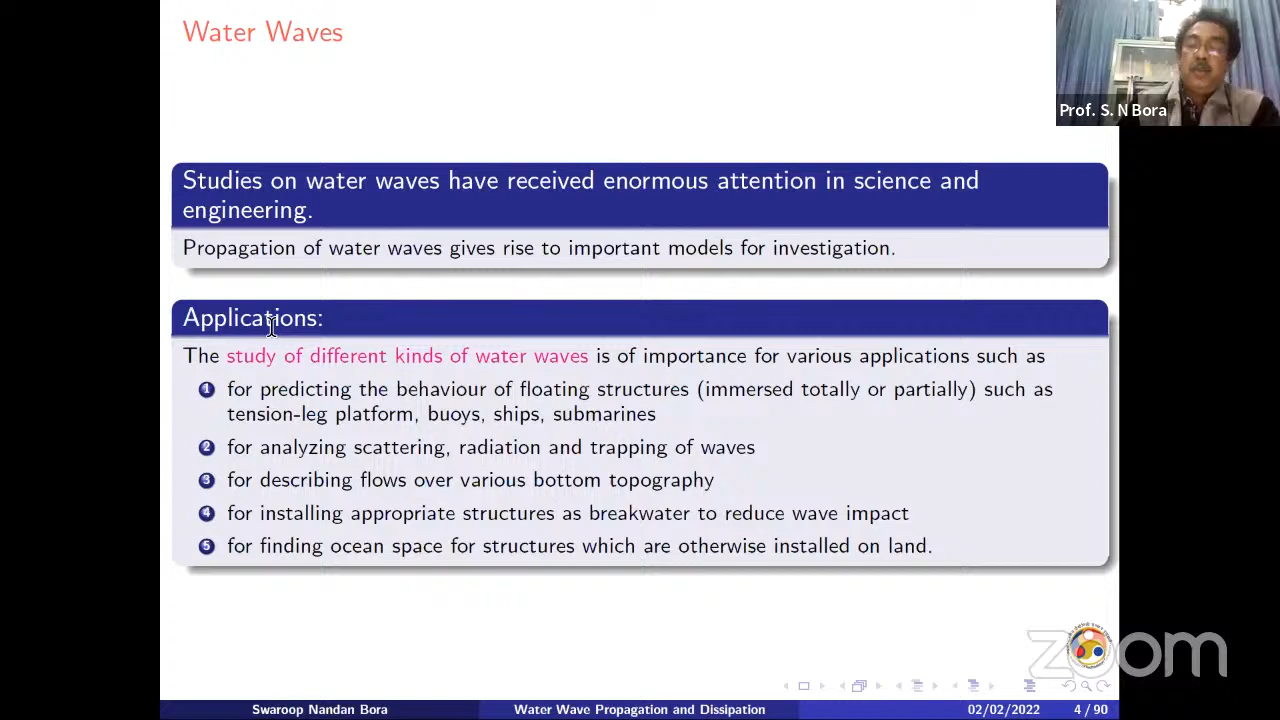 Water Waves
Prof. S. N Bora
Studies on water waves have received enormous attention in science and
engineering.
Propagation of water waves gives rise to important models for investigation.
Applications:
The study of different kinds of water waves is of importance for various applications such as
1 for predicting the behaviour of floating structures (immersed totally or partially) such as
tension-leg platform, buoys, ships, submarines
2 for analyzing scattering, radiation and trapping of waves
3 for describing flows over various bottom topography
4 for installing appropriate structures as breakwater to reduce wave impact
5 for finding ocean space for structures which are otherwise installed on land.
zoom
Swaroop Nandan Bora Water Wave Propagation and Dissipation 02/02/2022 4 / 90